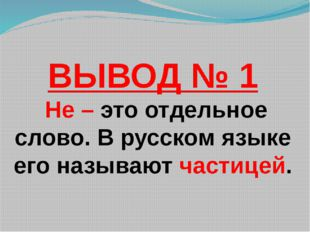 ВЫВОД № 1
Не – это отдельное
слово. В русском языке
его называют частицей.